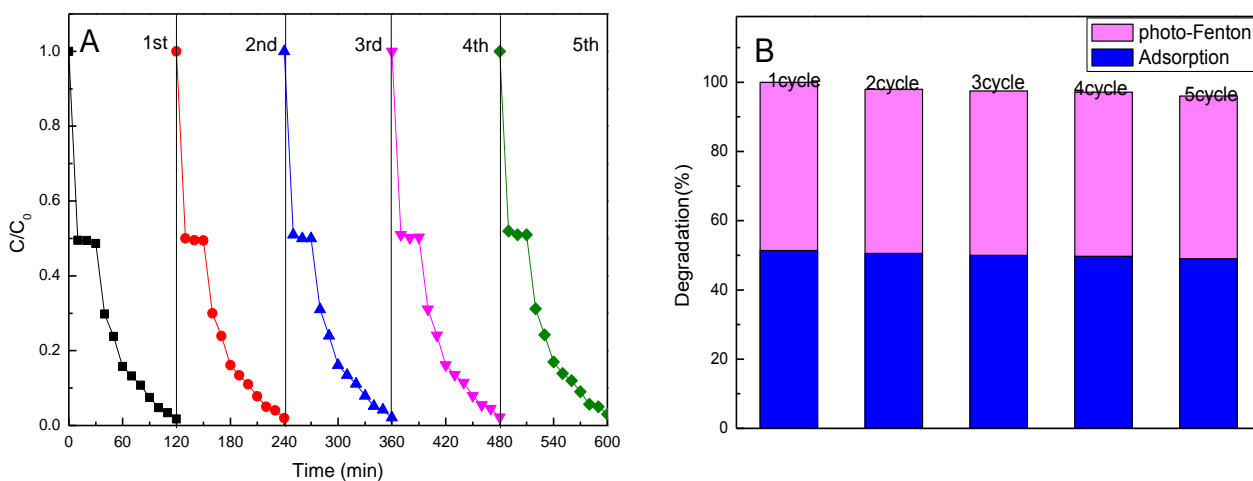 A
1st
2nd
3rd
4th
5th
1.0
0.8
0.6
0.4
0.2
0.0
C/C0
0
60
120
180
240
300
360
420
480
540
600
Time (min)
B
photo-Fenton
Adsorption
1cycle
2cycle
3cycle
4cycle
5cycle
100
80
60
40
20
0
Degradation(%)